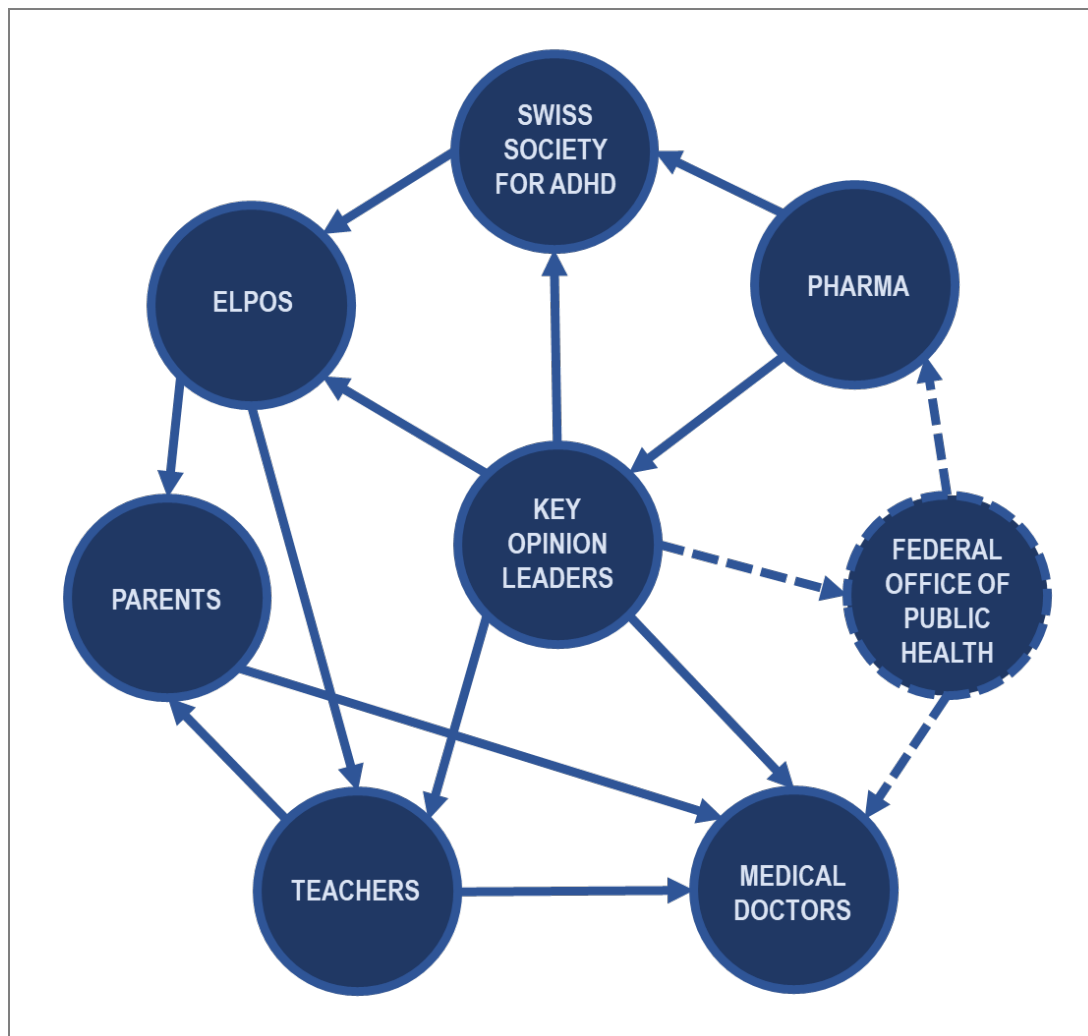 SWISS
SOCIETY
FOR ADHD
PHARMA
ELPOS
KEY
OPINION
LEADERS
FEDERAL
OFFICE OF
PUBLIC
HEALTH
PARENTS
TEACHERS
MEDICAL
DOCTORS